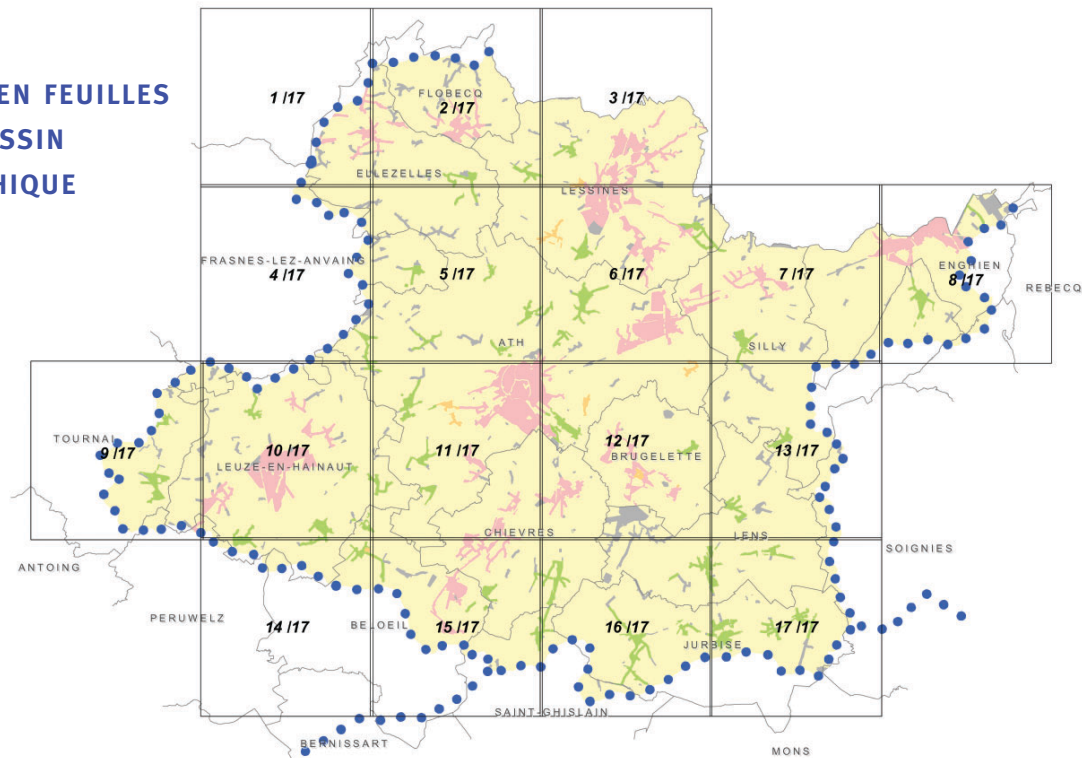 EN FEUILLES
SSIN
HIQUE
1 /17
FLOBECQ
2 /17
3 /17
ELLEZELLES
LESSINES
FRASNES-LEZ-ANVAING
4 /17
5 /17
6 /17
7 /17
ENGHIEN
8 /17
REBECQ
ATH
SILLY
TOURNAI
9 /17
10 /17
LEUZE-EN-HAINAUT
11 /17
12 /17
BRUGELETTE
13 /17
CHIEVRES
LENS
SOIGNIES
ANTOING
PERUWELZ
14 /17
BELOEIL
15 /17
16 /17
JURBISE
17 /17
SAINT-GHISLAIN
BERNISSART
MONS